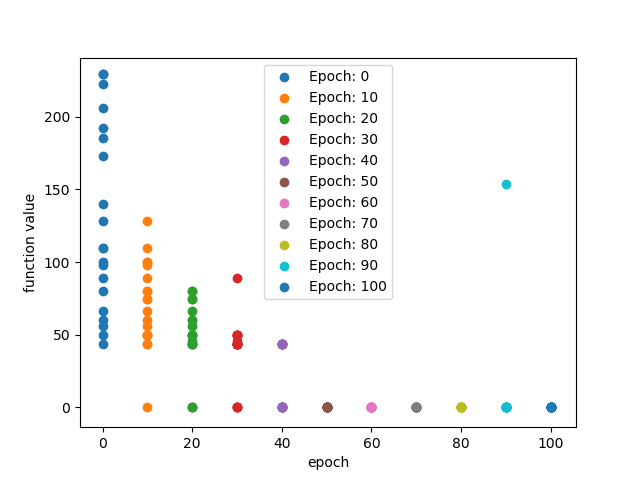 Epoch: 0
Epoch: 10
Epoch: 20
Epoch: 30
Epoch: 40
Epoch: 50
Epoch: 60
Epoch: 70
Epoch: 80
Epoch: 90
Epoch: 100
function value
200
150
100
50
0
0 20 40 60 80 100
epoch